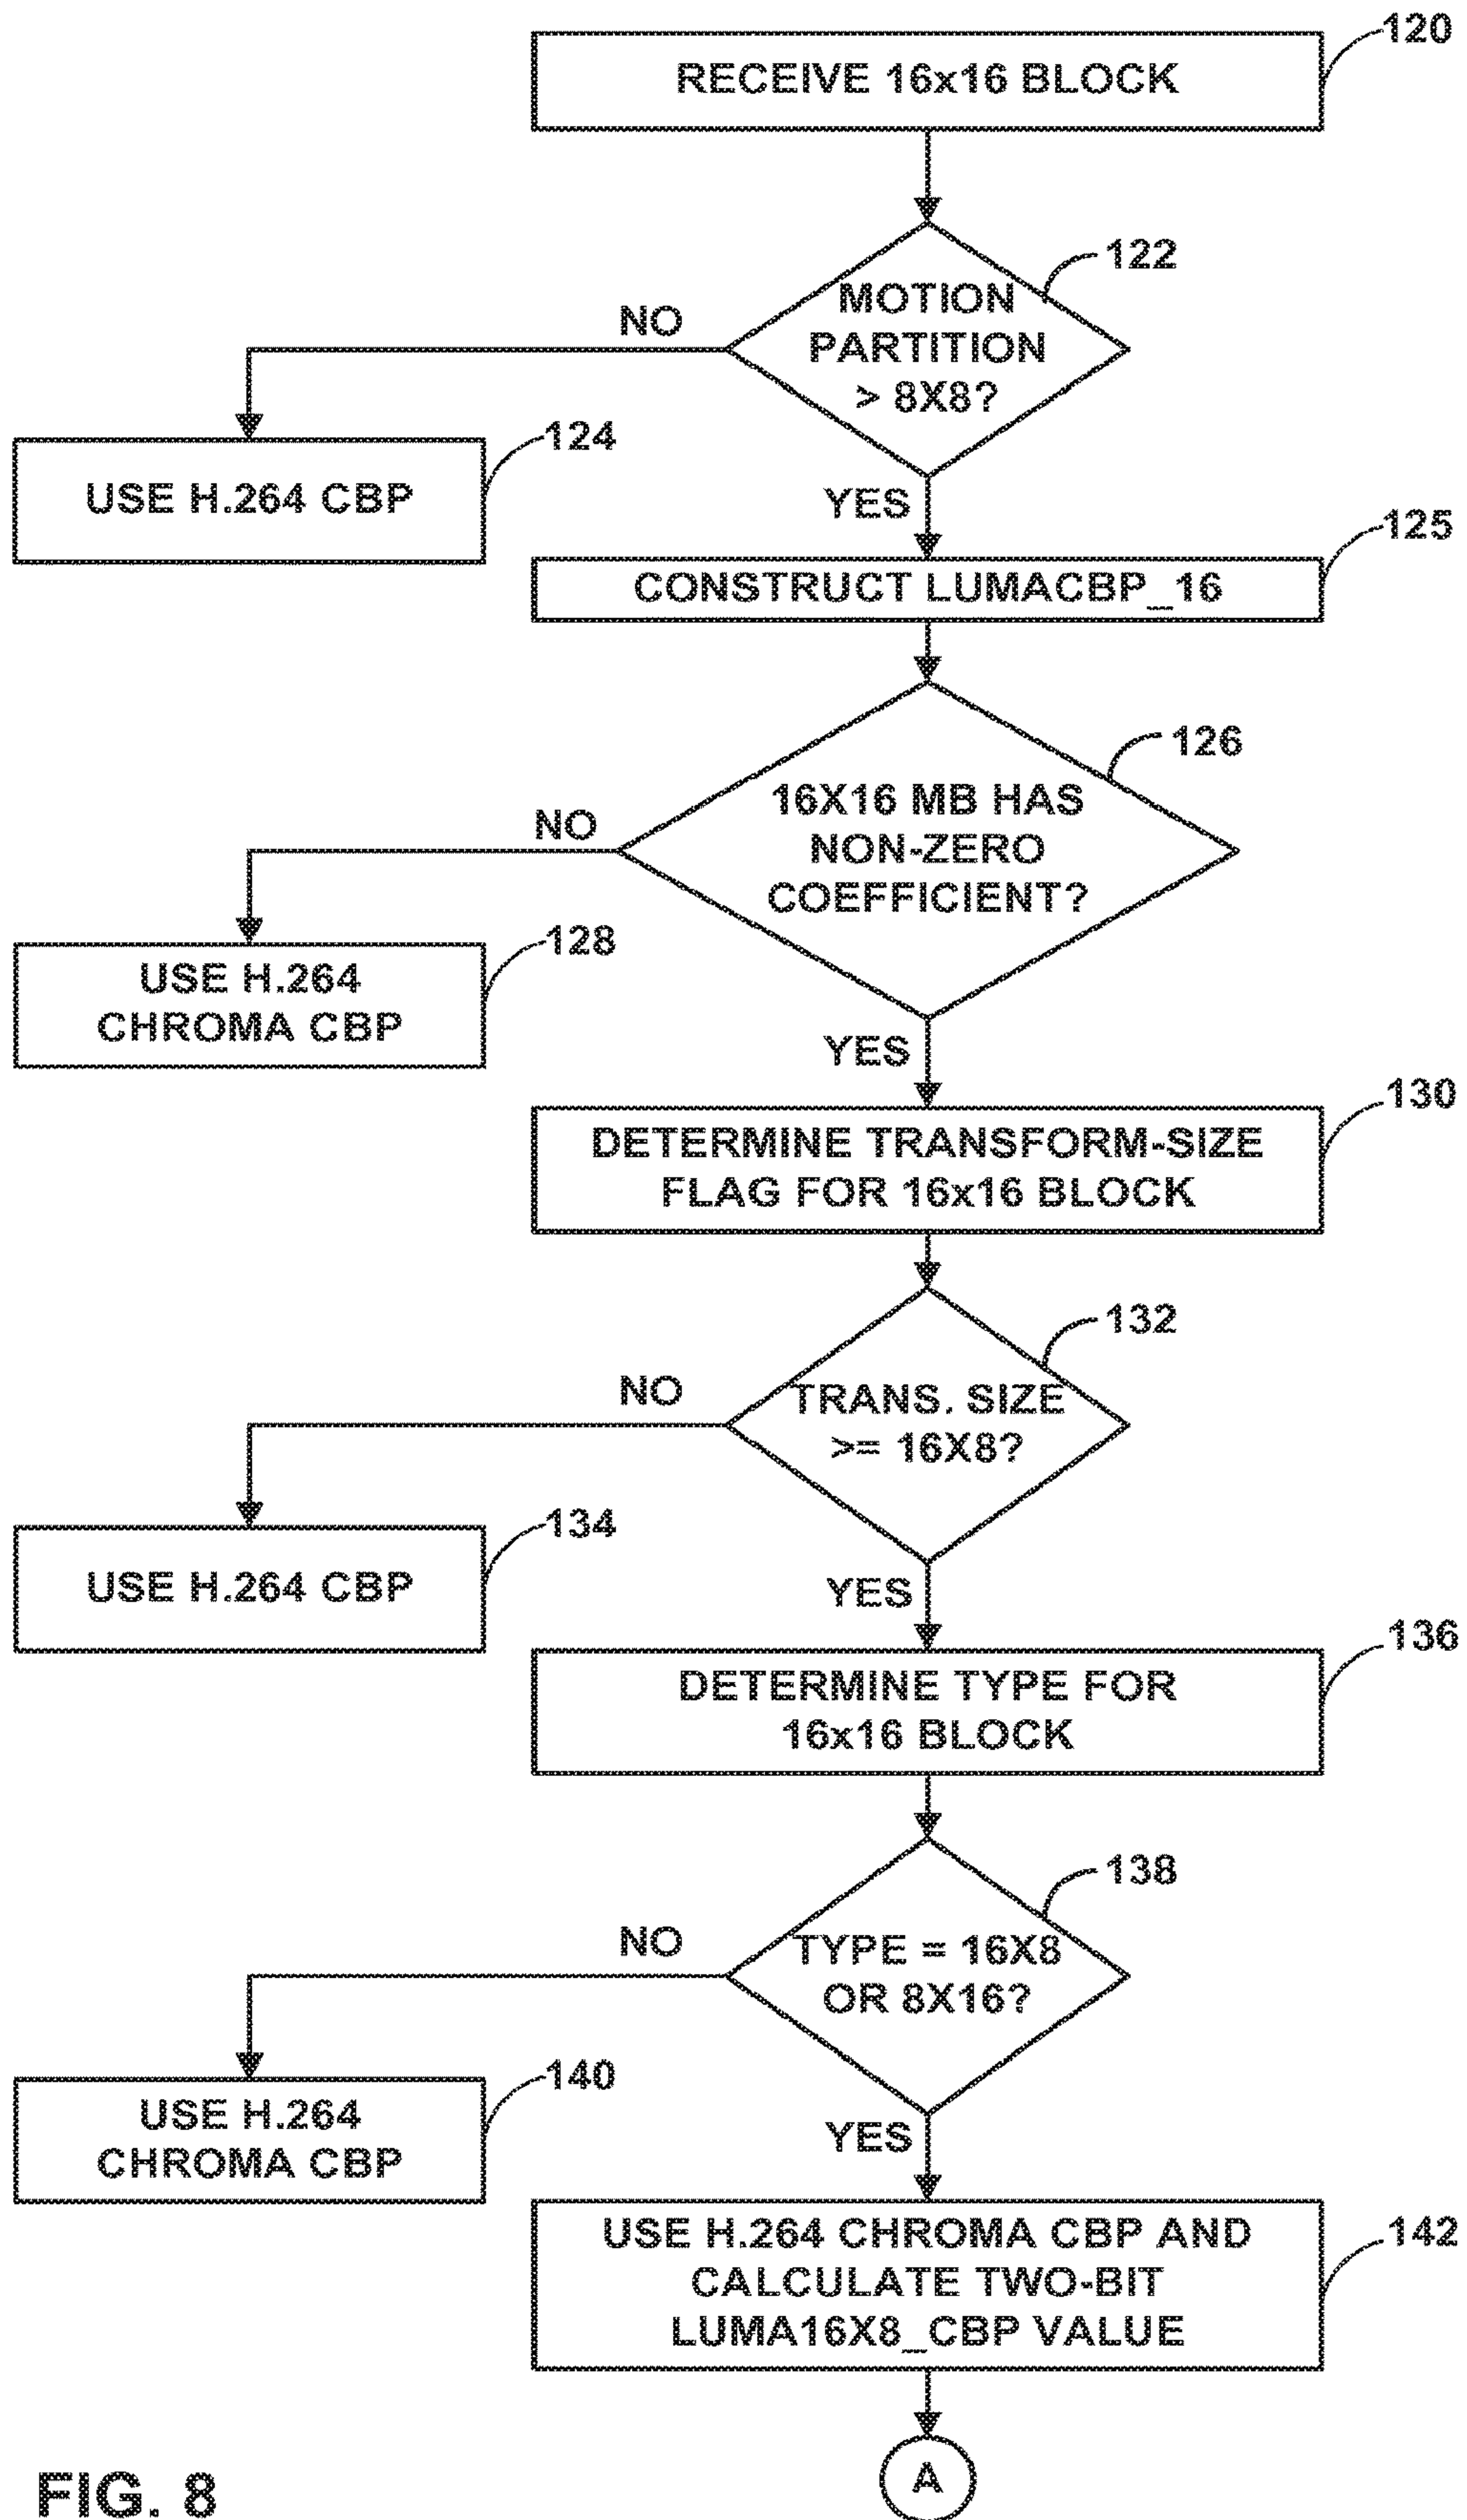 120
RECEIVE 16x16 BLOCK
122
MOTION
PARTITION
> 8X8?
NO
124
USE H.264 CBP
YES
125
CONSTRUCT LUMACBP_16
126
16X16 MB HAS
NON-ZERO
COEFFICIENT?
NO
128
USE H.264
CHROMA CBP
YES
130
DETERMINE TRANSFORM-SIZE
FLAG FOR 16x16 BLOCK
132
TRANS. SIZE
>= 16X8?
NO
134
USE H.264 CBP
YES
136
DETERMINE TYPE FOR
16x16 BLOCK
138
TYPE = 16X8
OR 8X16?
NO
140
USE H.264
CHROMA CBP
YES
142
USE H.264 CHROMA CBP AND
CALCULATE TWO-BIT
LUMA16X8_CBP VALUE
A
FIG. 8